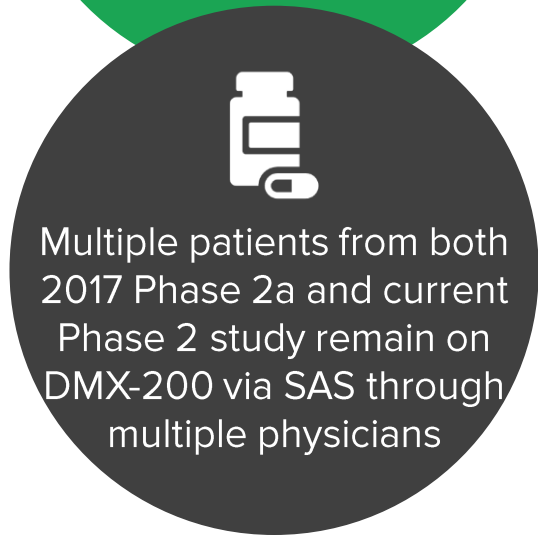 Multiple patients from both
2017 Phase 2a and current
Phase 2 study remain on
DMX-200 via SAS through
multiple physicians